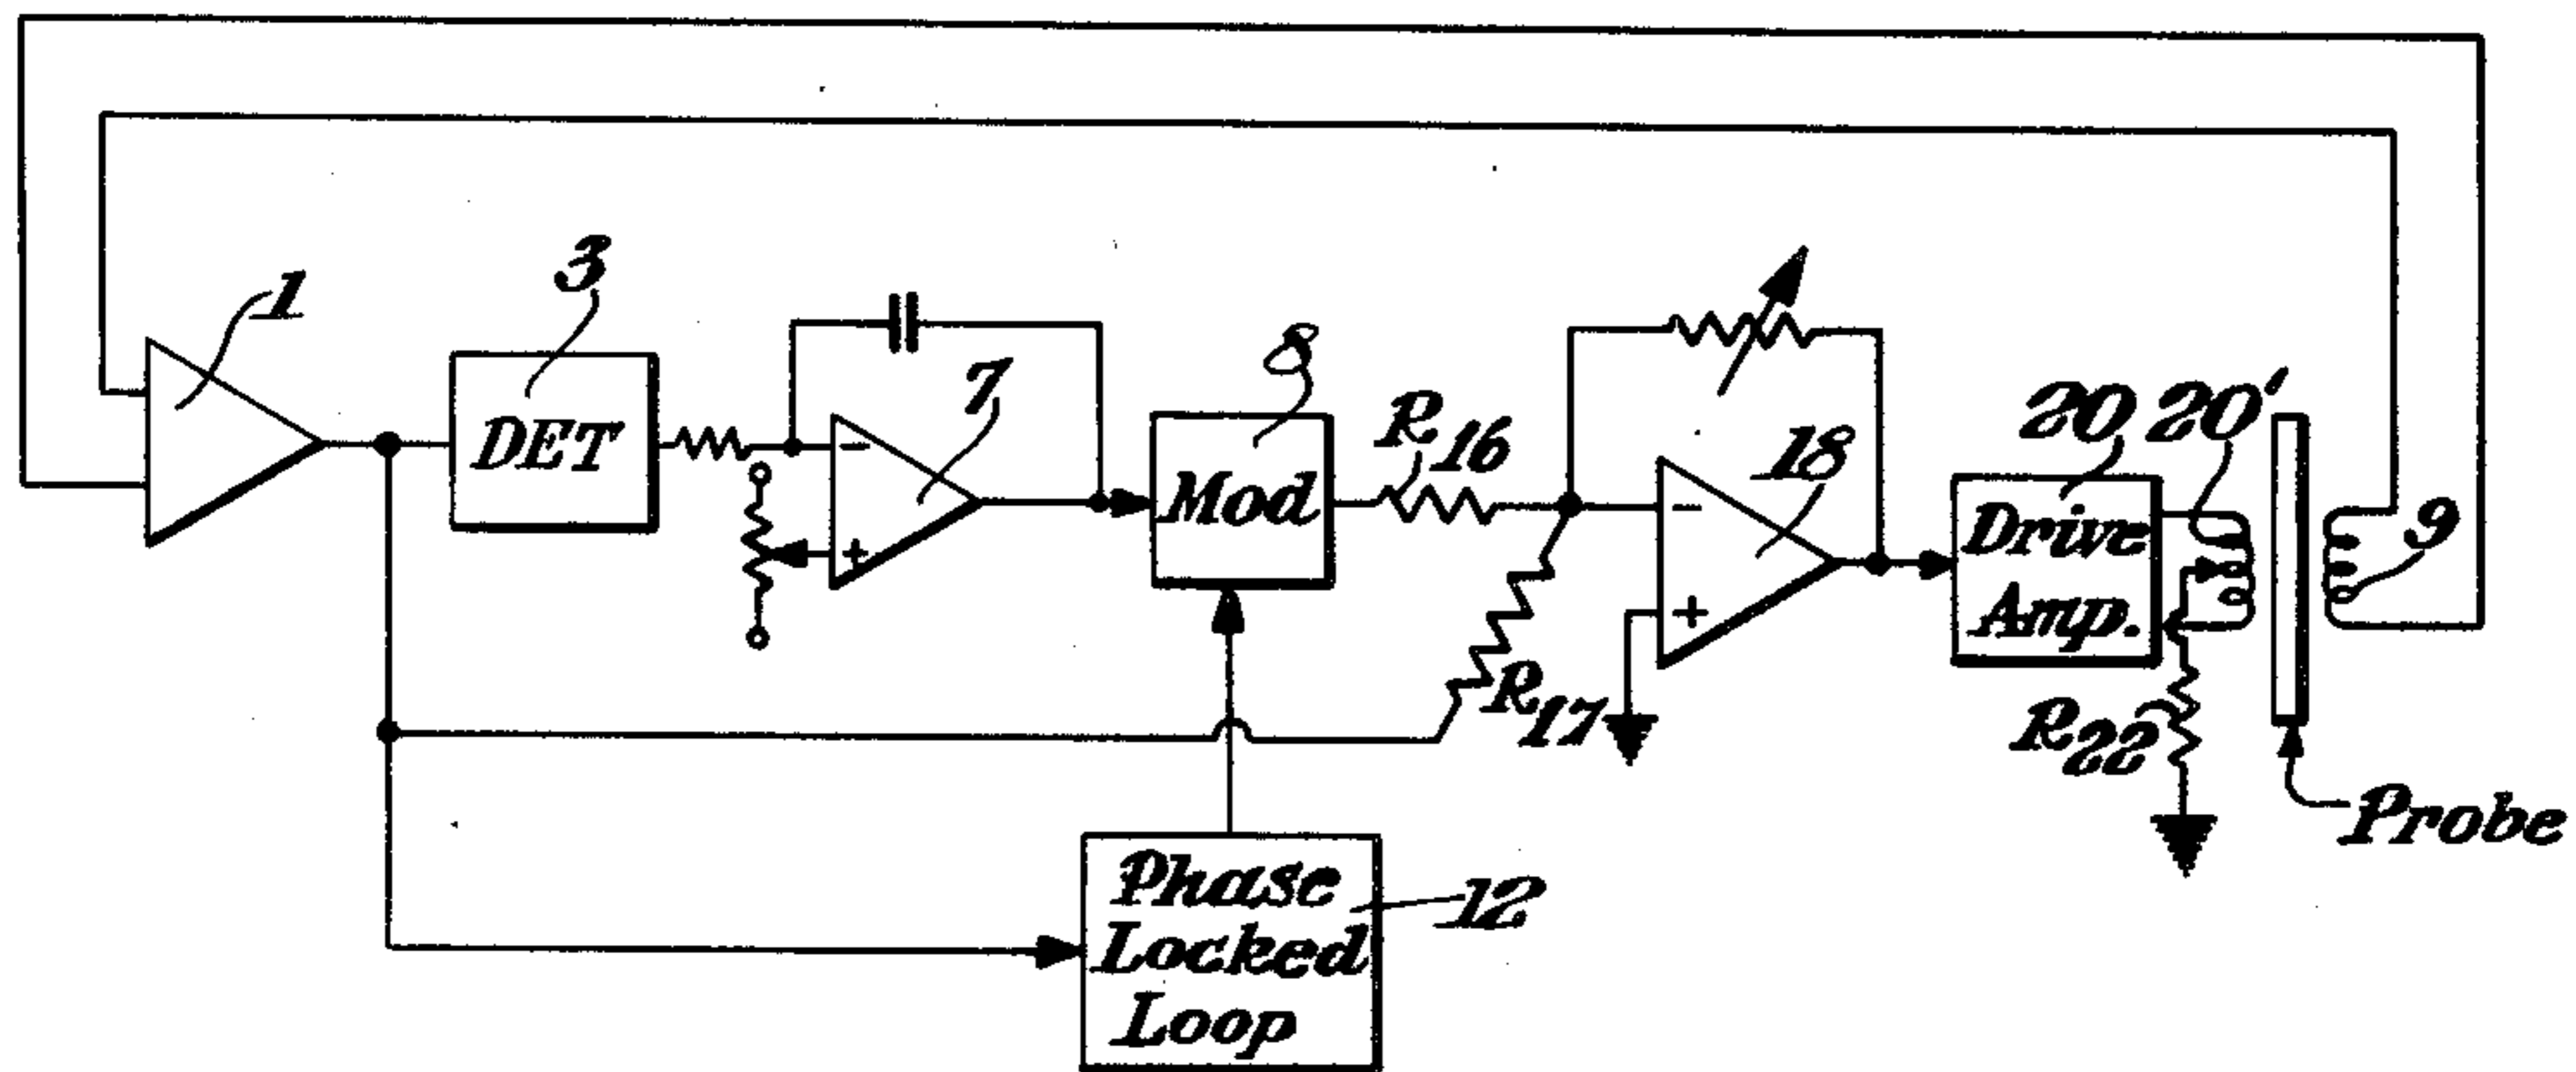 1
3
DET
7
-
+
8
Mod
R16
R17
18
-
+
20
20'
Drive
Amp.
9
R22
Probe
Phase
Locked
Loop
12